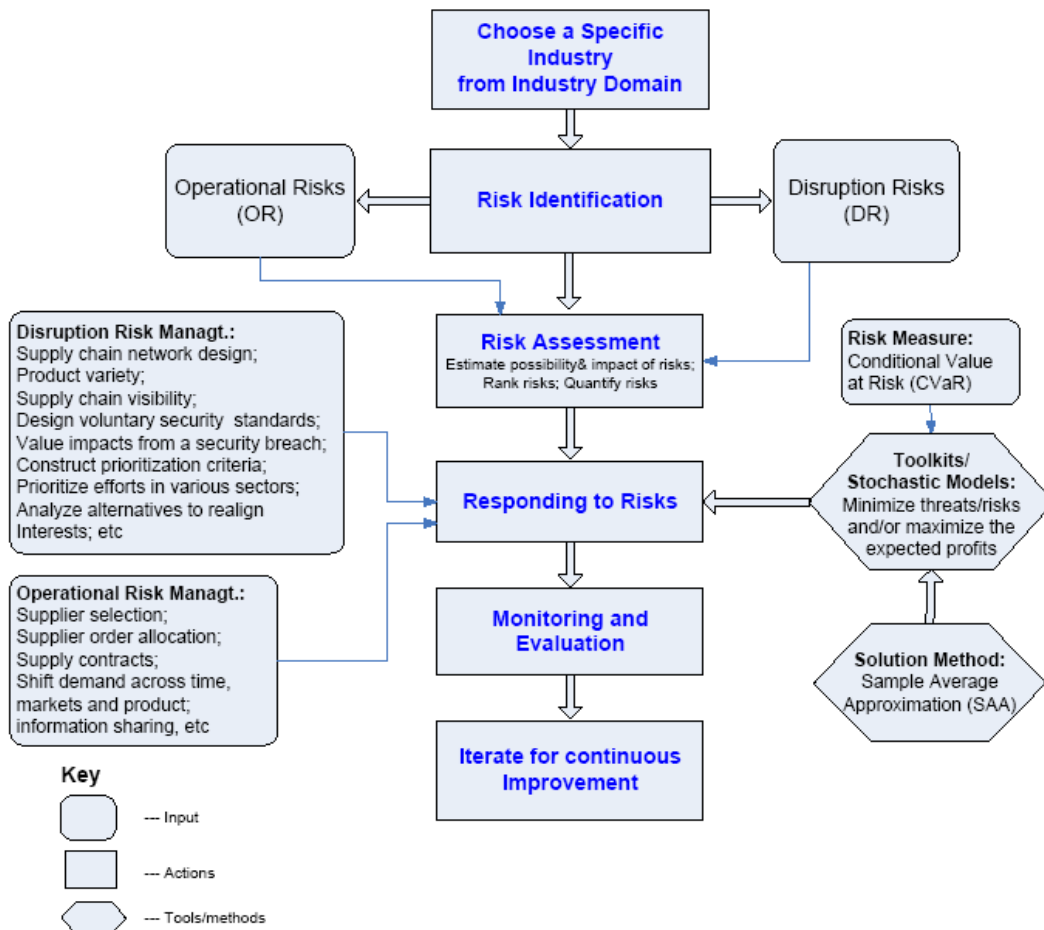 Choose a Specific
Industry
from Industry Domain
Operational Risks
(OR)
Risk Identification
Disruption Risks
(DR)
Disruption Risk Managt.:
Supply chain network design;
Product variety;
Supply chain visibility;
Design voluntary security standards;
Value impacts from a security breach;
Construct prioritization criteria;
Prioritize efforts in various sectors;
Analyze alternatives to realign
Interests; etc
Risk Assessment
Estimate possibility& impact of risks;
Rank risks; Quantify risks
Risk Measure:
Conditional Value
at Risk (CVaR)
Responding to Risks
Toolkits/
Stochastic Models:
Minimize threats/risks
and/or maximize the
expected profits
Operational Risk Managt.:
Supplier selection;
Supplier order allocation;
Supply contracts;
Shift demand across time,
markets and product;
information sharing, etc
Monitoring and
Evaluation
Solution Method:
Sample Average
Approximation (SAA)
Iterate for continuous
Improvement
Key
--- Input
--- Actions
--- Tools/methods